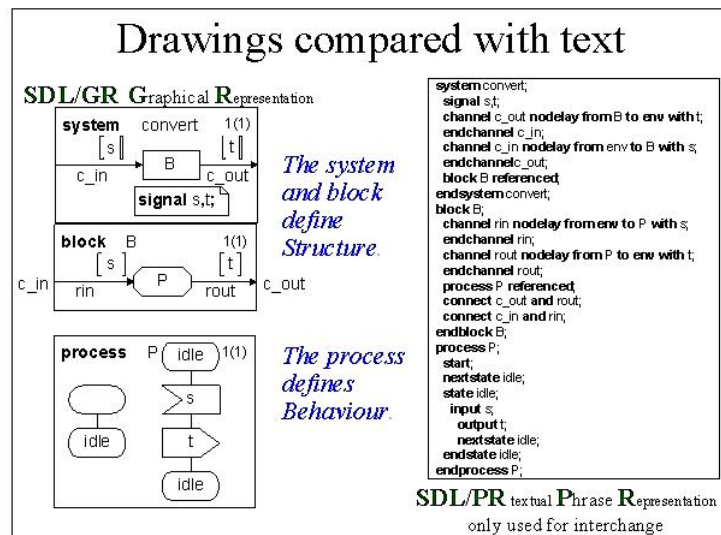 Drawings compared with text
SDL/GR Graphical Representation
system convert 1(1)
[s] [t]
B
c_in c_out
signal s,t;
block B 1(1)
[s] [t]
c_in P c_out
rin rout
The system
and block
define
Structure.
process P idle 1(1)
s
idle t
idle
The process
defines
Behaviour.
system convert;
signal s,t;
channel c_out nodelay from B to env with t;
endchannel c_in;
channel c_in nodelay from env to B with s;
endchannelc_out;
block B referenced;
endsystem convert;
block B;
channel rin nodelay from env to P with s;
endchannel rin;
channel rout nodelay from P to env with t;
endchannel rout;
process P referenced;
connect c_out and rout;
connect c_in and rin;
endblock B;
process P;
start;
nextstate idle;
state idle;
input s;
output t;
nextstate idle;
endstate idle;
endprocess P;
SDL/PR textual Phrase Representation
only used for interchange